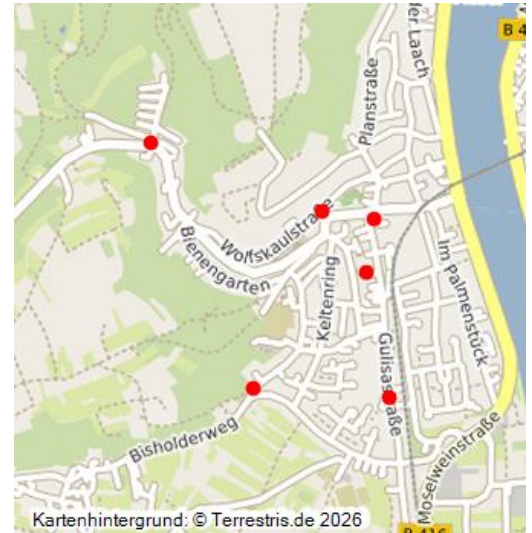 der Laach
B 4
Planstraße
Wolfskaulstraße
Bienengarten
Keltenring
Im Palmenstück
Gulisastraße
Bisholderweg
Moselweinstraße
Kartenhintergrund: © Terrestris.de 2026
B 416